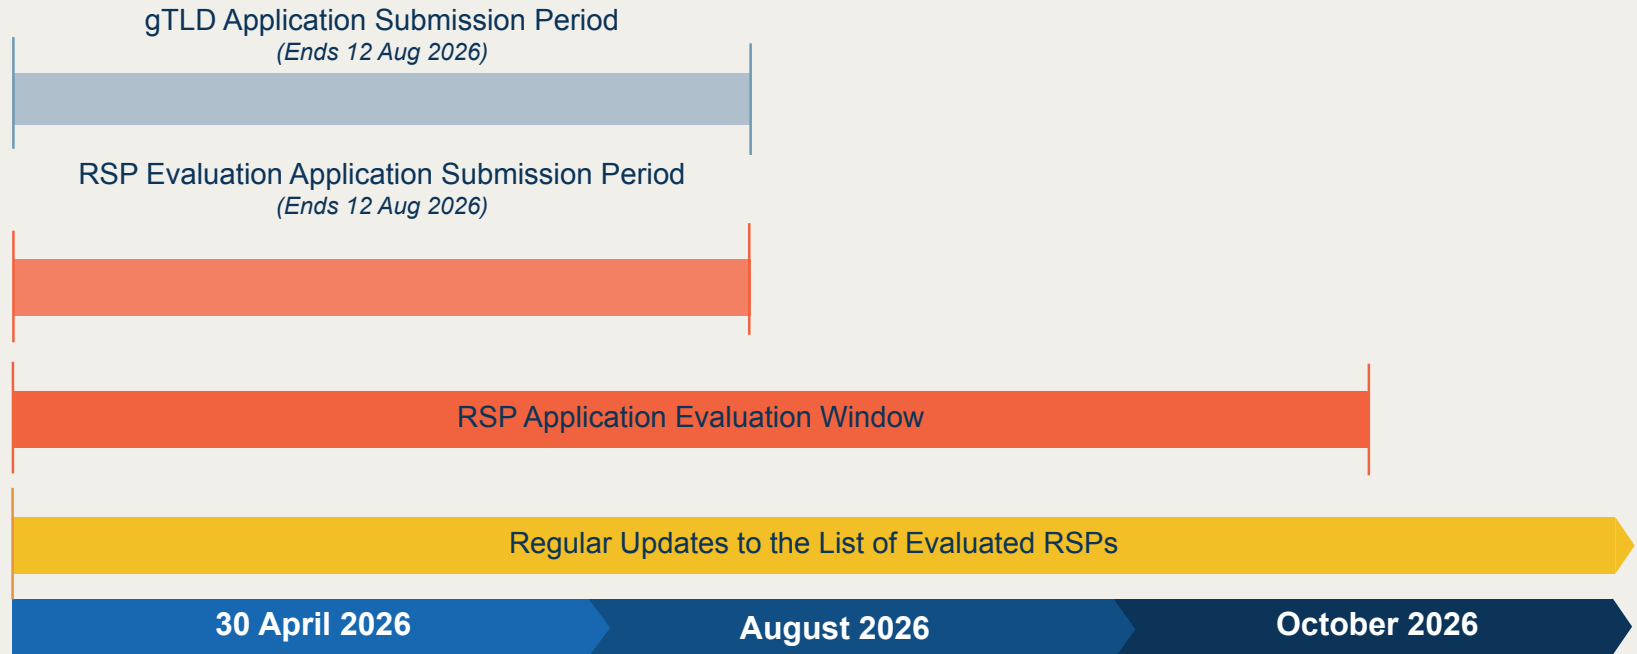 gTLD Application Submission Period
(Ends 12 Aug 2026)
RSP Evaluation Application Submission Period
(Ends 12 Aug 2026)
RSP Application Evaluation Window
Regular Updates to the List of Evaluated RSPs
30 April 2026
August 2026
October 2026